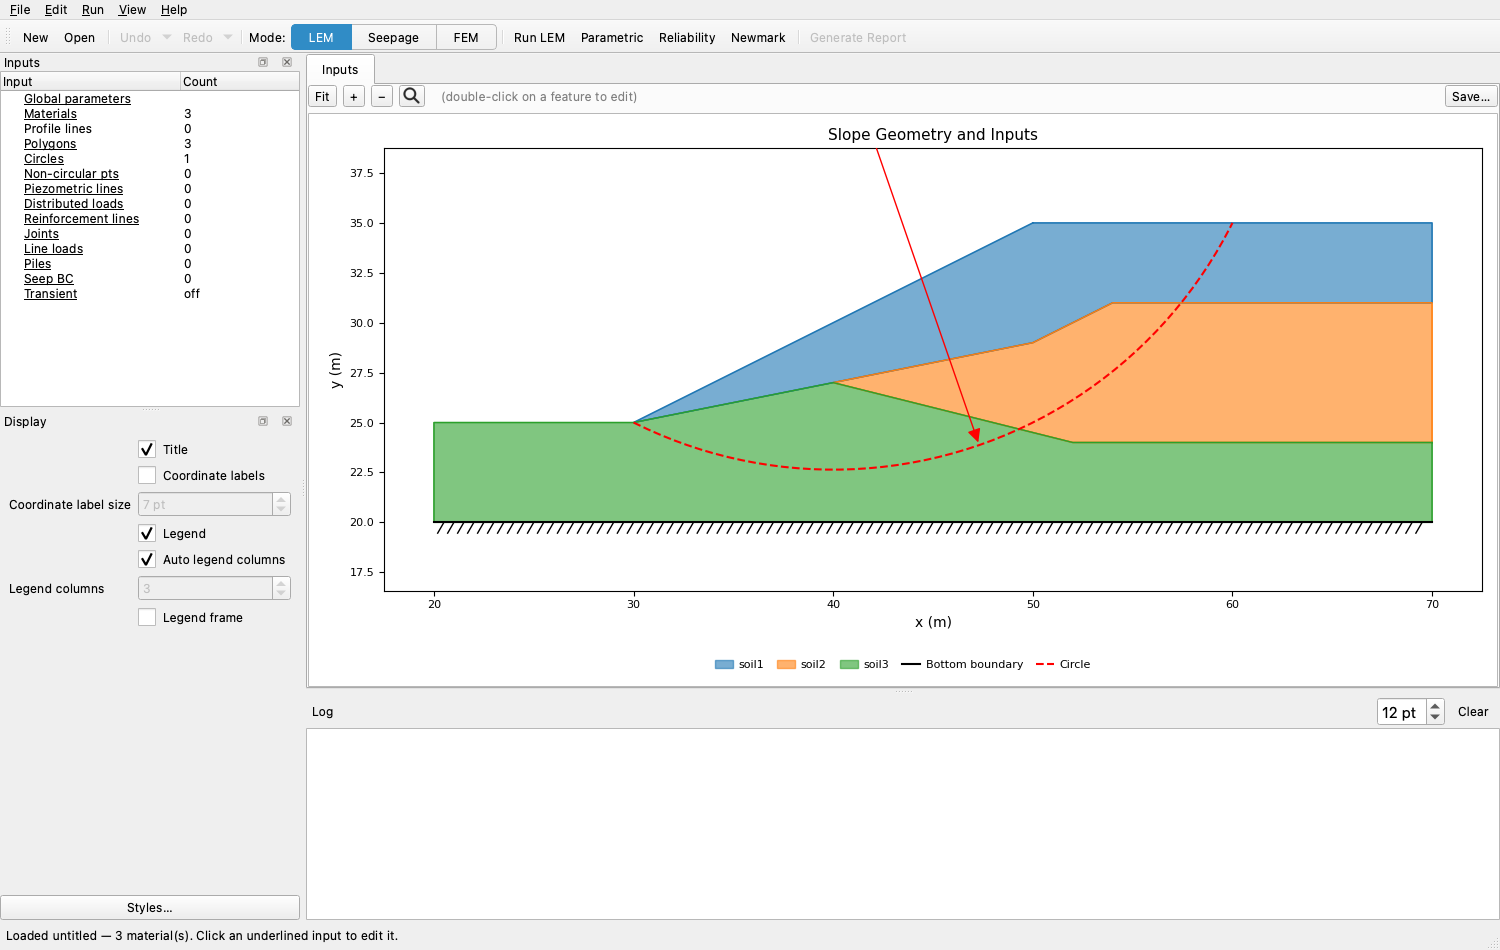 File Edit Run View Help
New Open Undo Redo Mode: LEM Seepage FEM Run LEM Parametric Reliability Newmark Generate Report
Inputs
Input Count
Global parameters
Materials 3
Profile lines 0
Polygons 3
Circles 1
Non-circular pts 0
Piezometric lines 0
Distributed loads 0
Reinforcement lines 0
Joints 0
Line loads 0
Piles 0
Seep BC 0
Transient off
Display
Title
Coordinate labels
Coordinate label size 7 pt
Legend
Auto legend columns
Legend columns 3
Legend frame
Styles...
Inputs
Fit + − (double-click on a feature to edit) Save...
Slope Geometry and Inputs
37.5
35.0
32.5
30.0
27.5
25.0
22.5
20.0
17.5
y (m)
20 30 40 50 60 70
x (m)
soil1 soil2 soil3 Bottom boundary Circle
Log 12 pt Clear
Loaded untitled — 3 material(s). Click an underlined input to edit it.